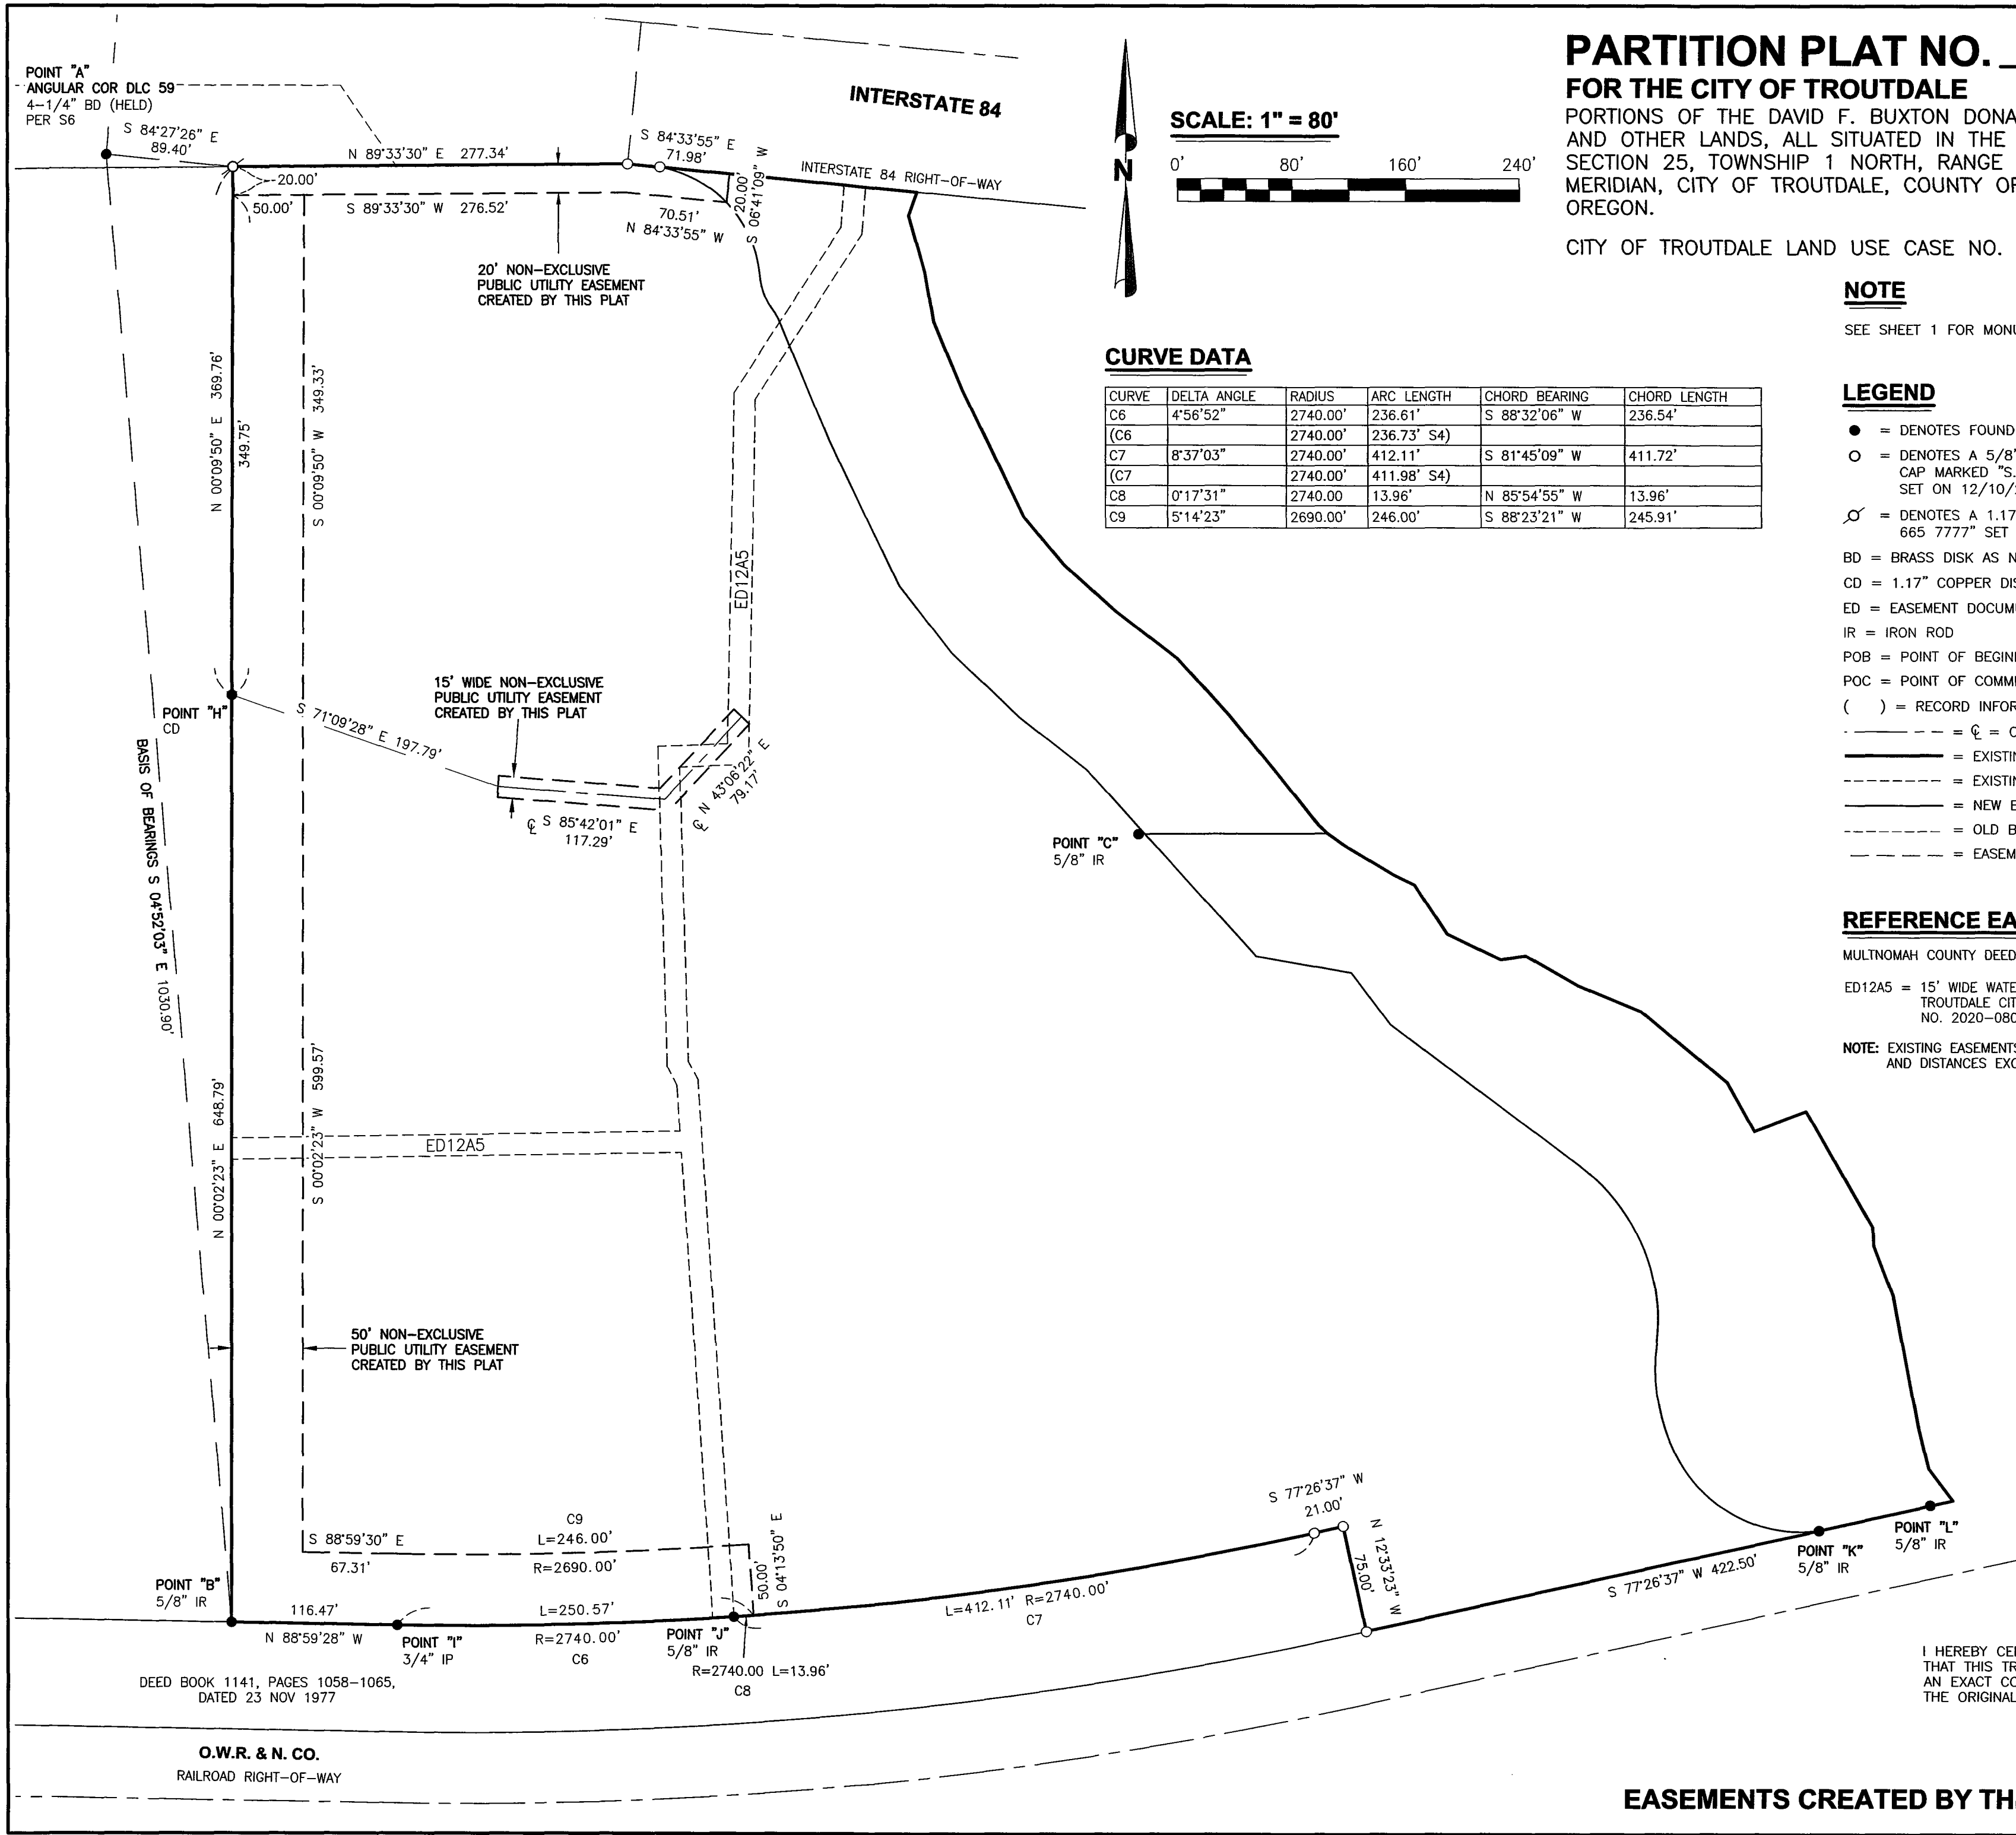 POINT "A"
ANGULAR COR DLC 59
4-1/4" BD (HELD)
PER S6
S 84°27'26" E
89.40'
N 89°33'30" E 277.34'
S 84°33'55" E
71.98'
INTERSTATE 84
INTERSTATE 84 RIGHT-OF-WAY
20.00'
50.00'
S 89°33'30" W 276.52'
70.51'
N 84°33'55" W
20.00'
S 06°41'09" W
20' NON-EXCLUSIVE
PUBLIC UTILITY EASEMENT
CREATED BY THIS PLAT
N
SCALE: 1" = 80'
0' 80' 160' 240'
PARTITION PLAT NO.
FOR THE CITY OF TROUTDALE
PORTIONS OF THE DAVID F. BUXTON DONA
AND OTHER LANDS, ALL SITUATED IN THE
SECTION 25, TOWNSHIP 1 NORTH, RANGE
MERIDIAN, CITY OF TROUTDALE, COUNTY OF
OREGON.
CITY OF TROUTDALE LAND USE CASE NO.
NOTE
SEE SHEET 1 FOR MONU
CURVE DATA
CURVE DELTA ANGLE RADIUS ARC LENGTH CHORD BEARING CHORD LENGTH
C6 4°56'52" 2740.00' 236.61' S 88°32'06" W 236.54'
(C6 2740.00' 236.73' S4)
C7 8°37'03" 2740.00' 412.11' S 81°45'09" W 411.72'
(C7 2740.00' 411.98' S4)
C8 0°17'31" 2740.00 13.96' N 85°54'55" W 13.96'
C9 5°14'23" 2690.00' 246.00' S 88°23'21" W 245.91'
LEGEND
= DENOTES FOUND
= DENOTES A 5/8"
CAP MARKED "S.
SET ON 12/10/
= DENOTES A 1.17
665 7777" SET
BD = BRASS DISK AS N
CD = 1.17" COPPER DIS
ED = EASEMENT DOCUM
IR = IRON ROD
POB = POINT OF BEGIN
POC = POINT OF COMM
( ) = RECORD INFOR
= ℄ = C
= EXISTIN
= EXISTIN
= NEW E
= OLD B
= EASEM
REFERENCE EA
MULTNOMAH COUNTY DEED
ED12A5 = 15' WIDE WATE
TROUTDALE CIT
NO. 2020-080
NOTE: EXISTING EASEMENTS
AND DISTANCES EXC
N 00°09'50" E 369.76'
349.75'
S 00°09'50" W 349.33'
ED12A5
15' WIDE NON-EXCLUSIVE
PUBLIC UTILITY EASEMENT
CREATED BY THIS PLAT
POINT "H"
CD
S 71°09'28" E 197.79'
℄ S 85°42'01" E
117.29'
℄ N 43°06'22" E
79.17'
POINT "C"
5/8" IR
BASIS OF BEARINGS S 04°52'03" E 1030.90'
N 00°02'23" E 648.79'
S 00°02'23" W 599.57'
ED12A5
50' NON-EXCLUSIVE
PUBLIC UTILITY EASEMENT
CREATED BY THIS PLAT
S 88°59'30" E
67.31'
C9
L=246.00'
R=2690.00'
50.00'
S 04°13'50" E
POINT "B"
5/8" IR
116.47'
N 88°59'28" W
POINT "I"
3/4" IP
L=250.57'
R=2740.00'
C6
POINT "J"
5/8" IR
R=2740.00 L=13.96'
C8
L=412.11' R=2740.00'
C7
S 77°26'37" W
21.00'
N 12°33'23" W
75.00'
S 77°26'37" W 422.50'
POINT "K"
5/8" IR
POINT "L"
5/8" IR
DEED BOOK 1141, PAGES 1058-1065,
DATED 23 NOV 1977
O.W.R. & N. CO.
RAILROAD RIGHT-OF-WAY
I HEREBY CE
THAT THIS TR
AN EXACT CO
THE ORIGINAL
EASEMENTS CREATED BY TH